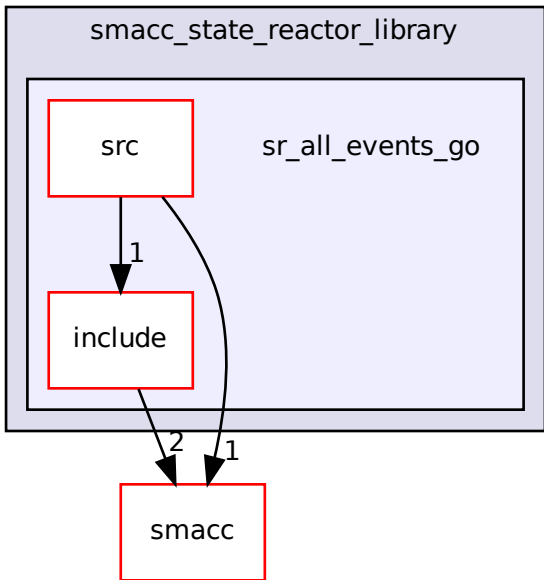 smacc_state_reactor_library
src
sr_all_events_go
1
include
2
1
smacc